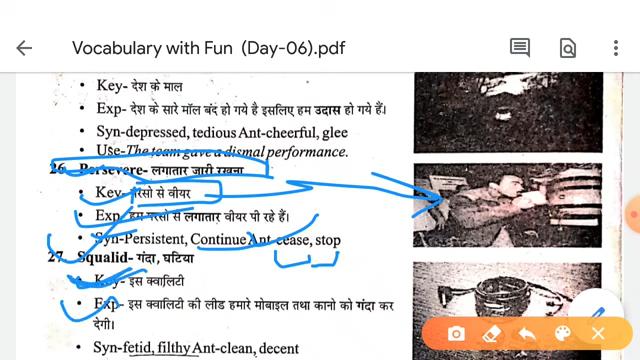 Vocabulary with Fun (Day-06).pdf
• Key- देश के माल
• Exp- देश के सारे मॉल बंद हो गये है इसलिए हम उदास हो गये हैं।
• Syn-depressed, tedious Ant-cheerful, glee
• Use-The team gave a dismal performance.
26. Persevere- लगातार जारी रखना
• Key- परसो से वीयर
• Exp- हम परसो से लगातार वीयर पी रहे हैं।
• Syn-Persistent, Continue Ant-cease, stop
27. Squalid- गंदा, घटिया
• Key- इस क्वालिटी
• Exp- इस क्वालिटी की लीड हमारे मोबाइल तथा कानो को गंदा कर
देगी।
Syn-fetid, filthy Ant-clean, decent